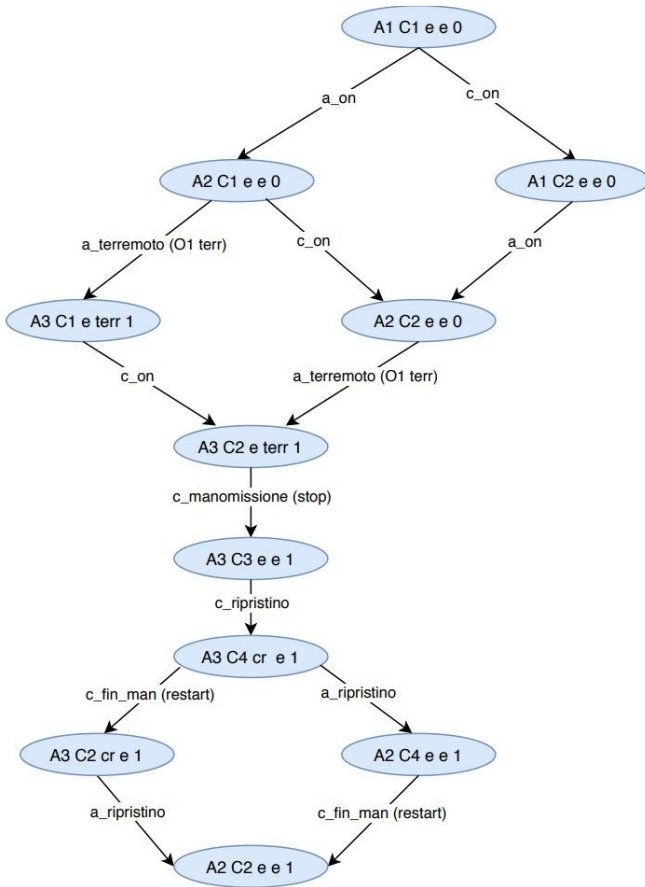 A1 C1 e e 0
a_on
c_on
A2 C1 e e 0
A1 C2 e e 0
a_terremoto (O1 terr)
c_on
a_on
A3 C1 e terr 1
A2 C2 e e 0
c_on
a_terremoto (O1 terr)
A3 C2 e terr 1
c_manomissione (stop)
A3 C3 e e 1
c_ripristino
A3 C4 cr e 1
c_fin_man (restart)
a_ripristino
A3 C2 cr e 1
A2 C4 e e 1
a_ripristino
c_fin_man (restart)
A2 C2 e e 1